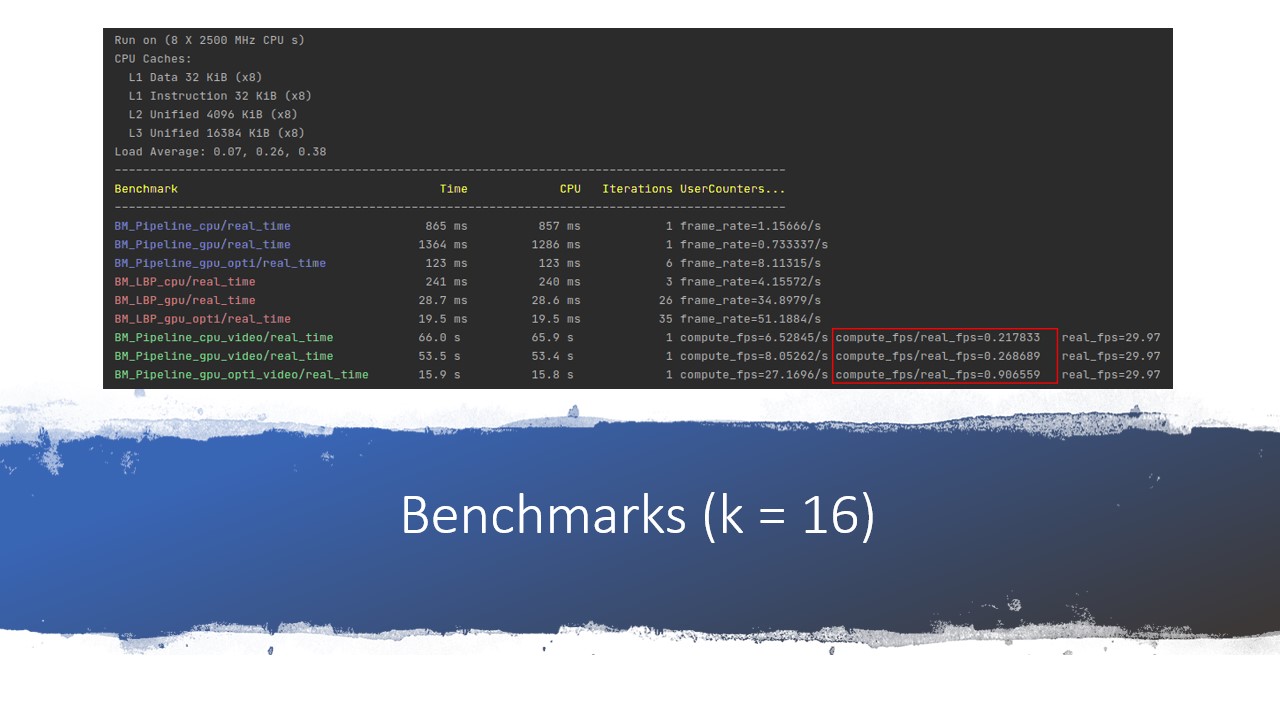 Run on (8 X 2500 MHz CPU s)
CPU Caches:
  L1 Data 32 KiB (x8)
  L1 Instruction 32 KiB (x8)
  L2 Unified 4096 KiB (x8)
  L3 Unified 16384 KiB (x8)
Load Average: 0.07, 0.26, 0.38
-----------------------------------------------------------------------------------------------
Benchmark                                     Time             CPU   Iterations UserCounters...
-----------------------------------------------------------------------------------------------
BM_Pipeline_cpu/real_time                  865 ms          857 ms            1 frame_rate=1.15666/s
BM_Pipeline_gpu/real_time                 1364 ms         1286 ms            1 frame_rate=0.733337/s
BM_Pipeline_gpu_opti/real_time             123 ms          123 ms            6 frame_rate=8.11315/s
BM_LBP_cpu/real_time                       241 ms          240 ms            3 frame_rate=4.15572/s
BM_LBP_gpu/real_time                      28.7 ms         28.6 ms           26 frame_rate=34.8979/s
BM_LBP_gpu_opti/real_time                 19.5 ms         19.5 ms           35 frame_rate=51.1884/s
BM_Pipeline_cpu_video/real_time            66.0 s          65.9 s            1 compute_fps=6.52845/s compute_fps/real_fps=0.217833   real_fps=29.97
BM_Pipeline_gpu_video/real_time            53.5 s          53.4 s            1 compute_fps=8.05262/s compute_fps/real_fps=0.268689   real_fps=29.97
BM_Pipeline_gpu_opti_video/real_time       15.9 s          15.8 s            1 compute_fps=27.1696/s compute_fps/real_fps=0.906559   real_fps=29.97
Benchmarks (k = 16)